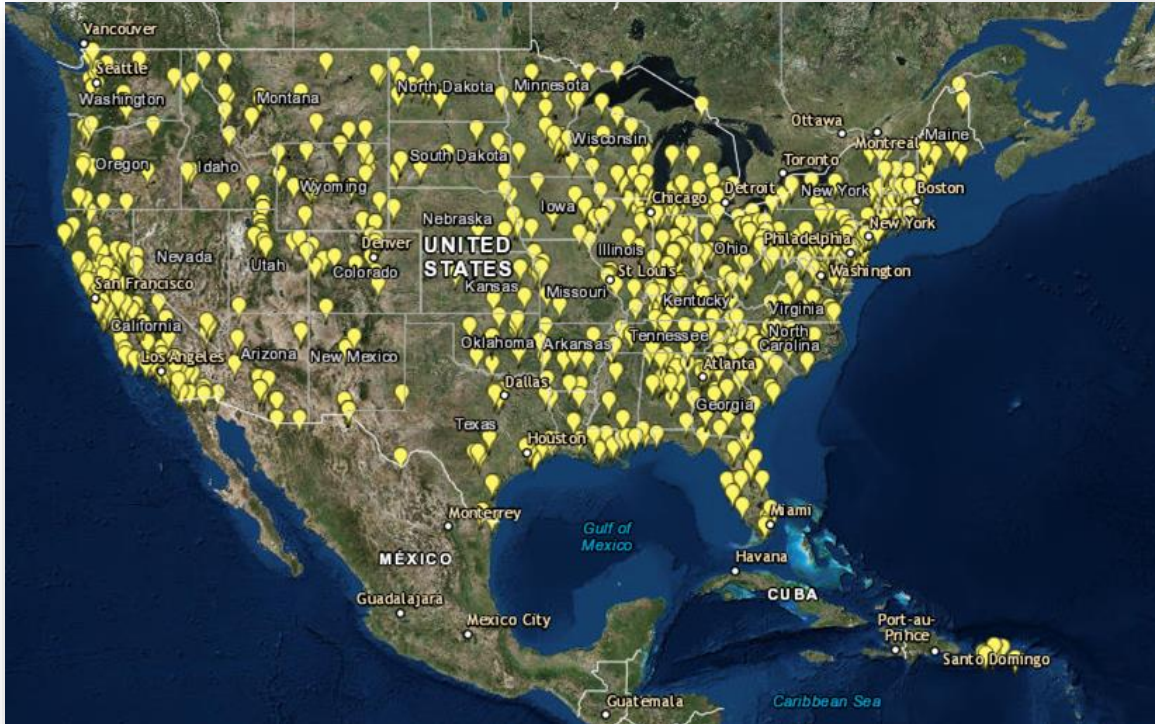 Vancouver
Seattle
Washington
Montana
North Dakota
Minnesota
Ottawa
Montréal
Maine
Oregon
Idaho
Wyoming
South Dakota
Wisconsin
Toronto
New York
Boston
Detroit
Chicago
Nebraska
Iowa
New York
Nevada
Utah
Denver
Colorado
UNITED
STATES
Illinois
Ohio
Philadelphia
Washington
San Francisco
Kansas
Missouri
St Louis
Kentucky
Virginia
California
Los Angeles
Arizona
New Mexico
Oklahoma
Arkansas
Tennessee
North
Carolina
Atlanta
Georgia
Dallas
Texas
Houston
Monterrey
Miami
Gulf of
Mexico
MÉXICO
Havana
CUBA
Guadalajara
Mexico City
Port-au-
Prince
Santo Domingo
Guatemala
Caribbean Sea